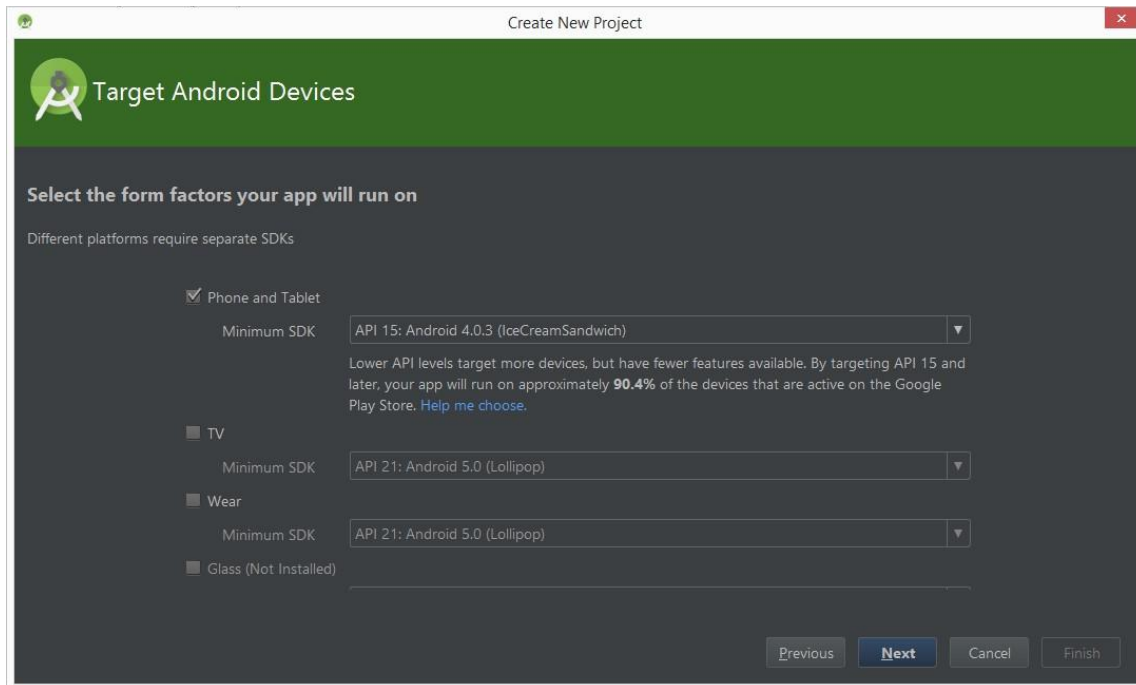 Create New Project
Target Android Devices
Select the form factors your app will run on
Different platforms require separate SDKs
Phone and Tablet
Minimum SDK
API 15: Android 4.0.3 (IceCreamSandwich)
Lower API levels target more devices, but have fewer features available. By targeting API 15 and
later, your app will run on approximately 90.4% of the devices that are active on the Google
Play Store. Help me choose.
TV
Minimum SDK
API 21: Android 5.0 (Lollipop)
Wear
Minimum SDK
API 21: Android 5.0 (Lollipop)
Glass (Not Installed)
Previous
Next
Cancel
Finish